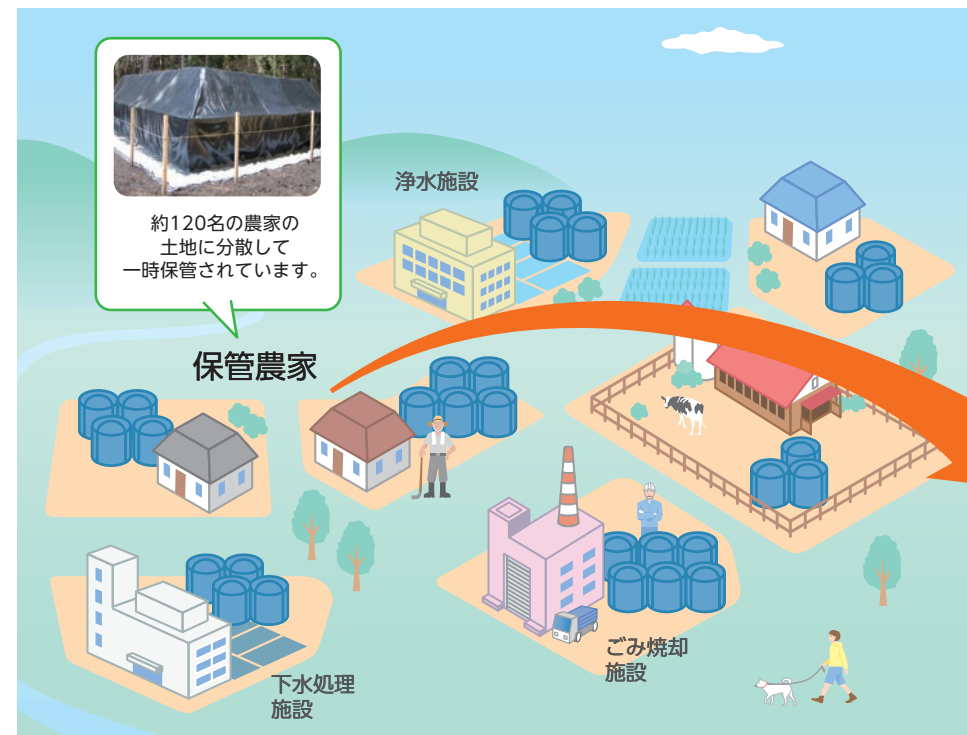 約120名の農家の
土地に分散して
一時保管されています。
浄水施設
保管農家
ごみ焼却
施設
下水処理
施設